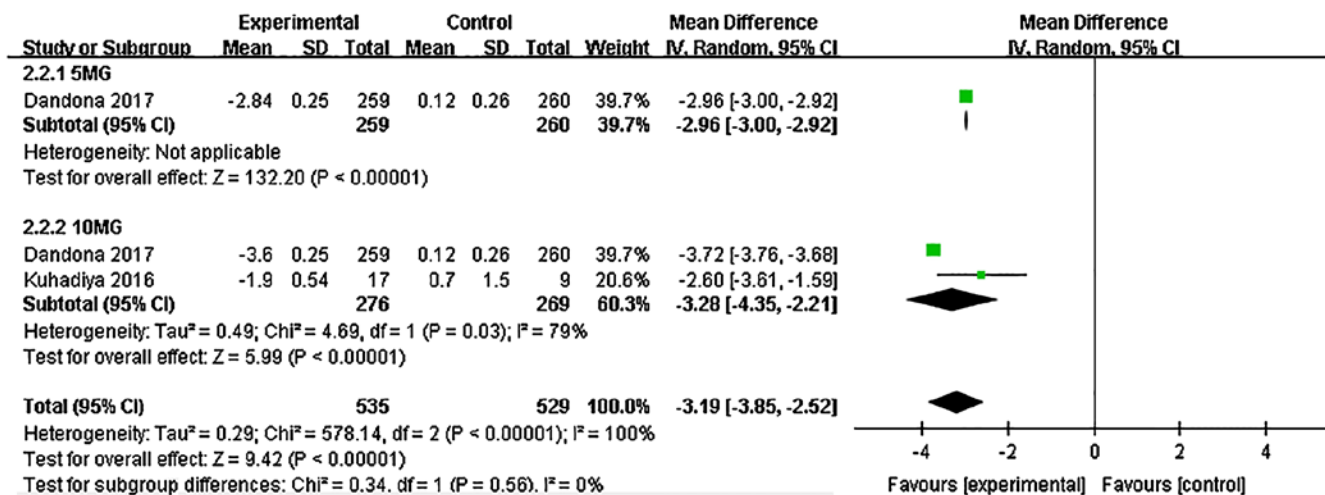 Experimental Control Mean Difference Mean Difference
Study or Subgroup Mean SD Total Mean SD Total Weight IV, Random, 95% CI IV, Random, 95% CI
2.2.1 5MG
Dandona 2017 -2.84 0.25 259 0.12 0.26 260 39.7% -2.96 [-3.00, -2.92]
Subtotal (95% CI) 259 260 39.7% -2.96 [-3.00, -2.92]
Heterogeneity: Not applicable
Test for overall effect: Z = 132.20 (P < 0.00001)
2.2.2 10MG
Dandona 2017 -3.6 0.25 259 0.12 0.26 260 39.7% -3.72 [-3.76, -3.68]
Kuhadiya 2016 -1.9 0.54 17 0.7 1.5 9 20.6% -2.60 [-3.61, -1.59]
Subtotal (95% CI) 276 269 60.3% -3.28 [-4.35, -2.21]
Heterogeneity: Tau² = 0.49; Chi² = 4.69, df = 1 (P = 0.03); I² = 79%
Test for overall effect: Z = 5.99 (P < 0.00001)
Total (95% CI) 535 529 100.0% -3.19 [-3.85, -2.52]
Heterogeneity: Tau² = 0.29; Chi² = 578.14, df = 2 (P < 0.00001); I² = 100%
Test for overall effect: Z = 9.42 (P < 0.00001)
Test for subgroup differences: Chi² = 0.34, df = 1 (P = 0.56), I² = 0%
-4 -2 0 2 4
Favours [experimental] Favours [control]